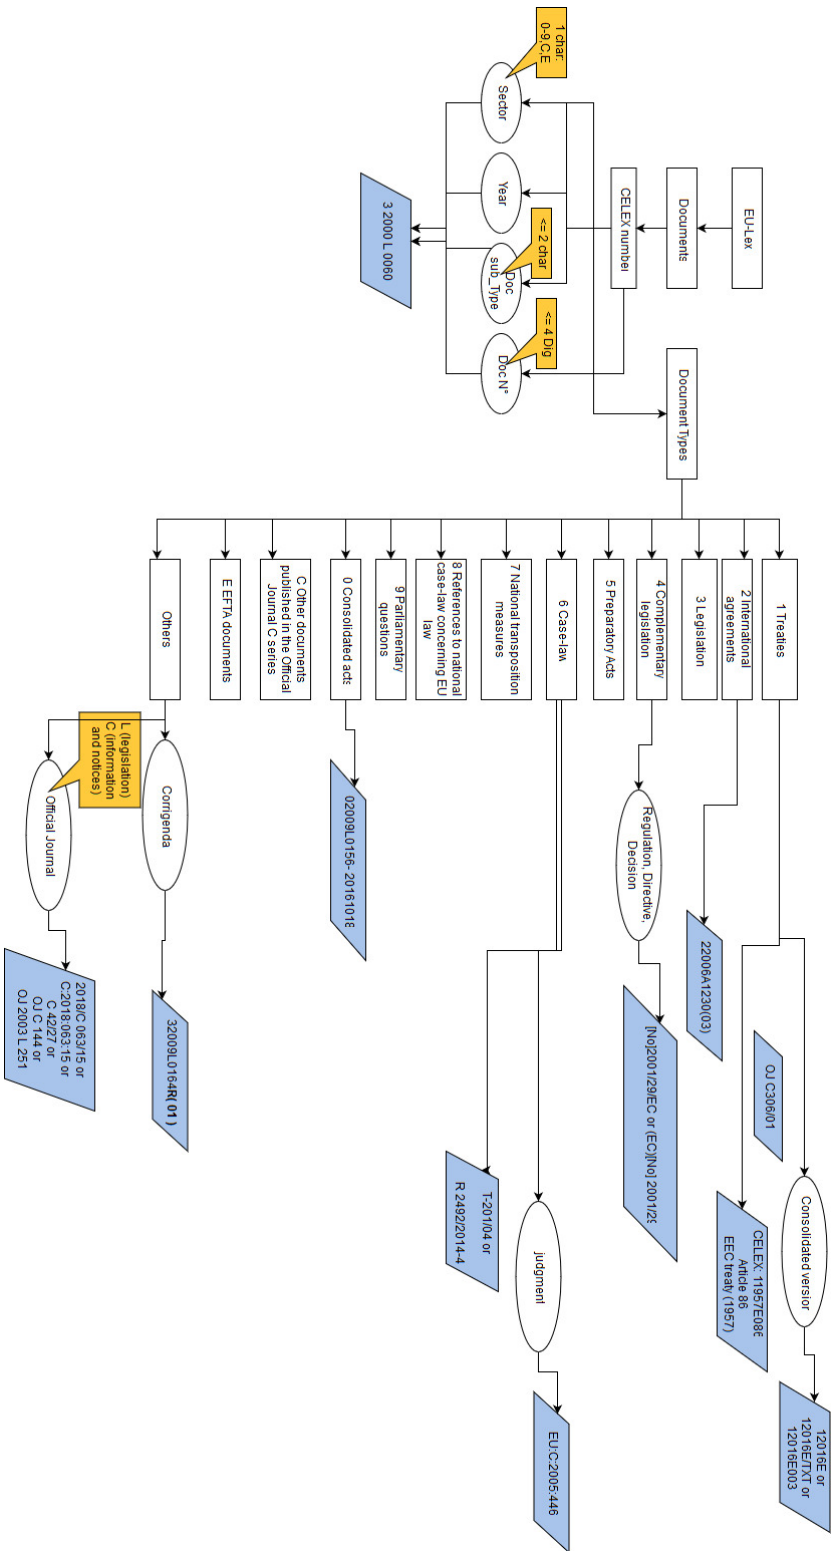 EU-Lex
Documents
CELEX number
1 char:
0-9,C,E
Sector
Year
<= 2 char
Doc
sub_Type
<= 4 Dig
Doc N°
3 2000 L 0060
Document Types
1 Treaties
2 International
agreements
3 Legislation
4 Complementary
legislation
5 Preparatory Acts
6 Case-law
7 National transposition
measures
8 References to national
case-law concerning EU
law
9 Parliamentary
questions
0 Consolidated acts
C Other documents
published in the Official
Journal C series
E EFTA documents
Others
Consolidated version
12016E or
12016E/TXT or
12016E003
OJ C306/01
CELEX: 11957E086
Article 86
EEC treaty (1957)
22006A1230(03)
Regulation, Directive,
Decision
[No]2001/29/EC or (EC)[No] 2001/29
judgment
EU:C:2005:446
T-201/04 or
R 2492/2014-4
02009L0156- 20161018
Corrigenda
32009L0164R( 01 )
L (legislation)
C (information
and notices)
Official Journal
2018/C 063/15 or
C:2018:063:15 or
C 42/27 or
OJ C 144 or
OJ 2003 L 251